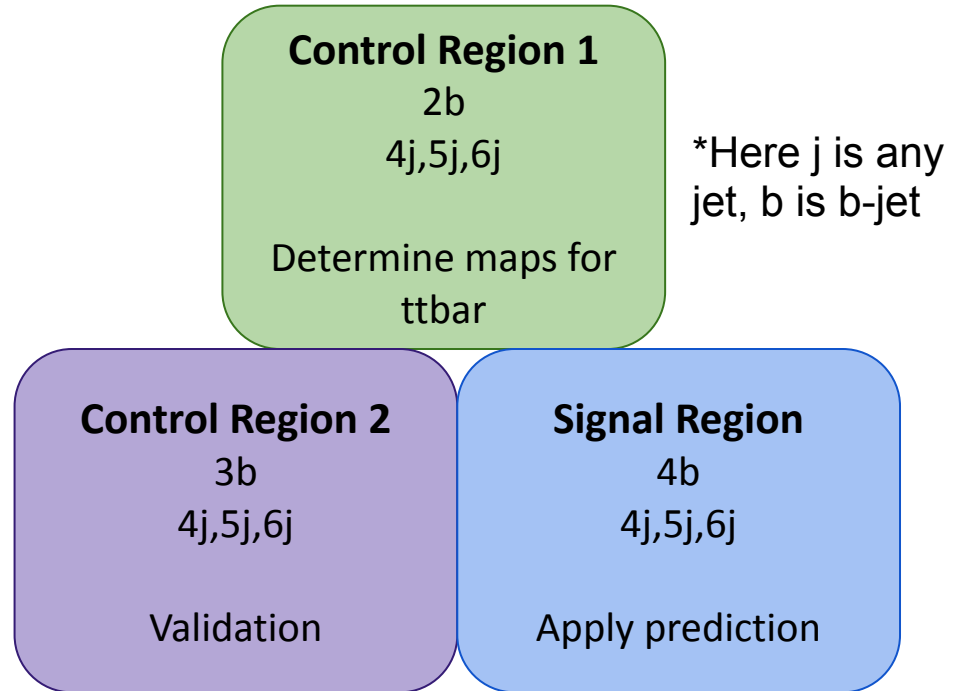 Control Region 1
2b
4j,5j,6j
Determine maps for
ttbar
*Here j is any
jet, b is b-jet
Control Region 2
3b
4j,5j,6j
Validation
Signal Region
4b
4j,5j,6j
Apply prediction